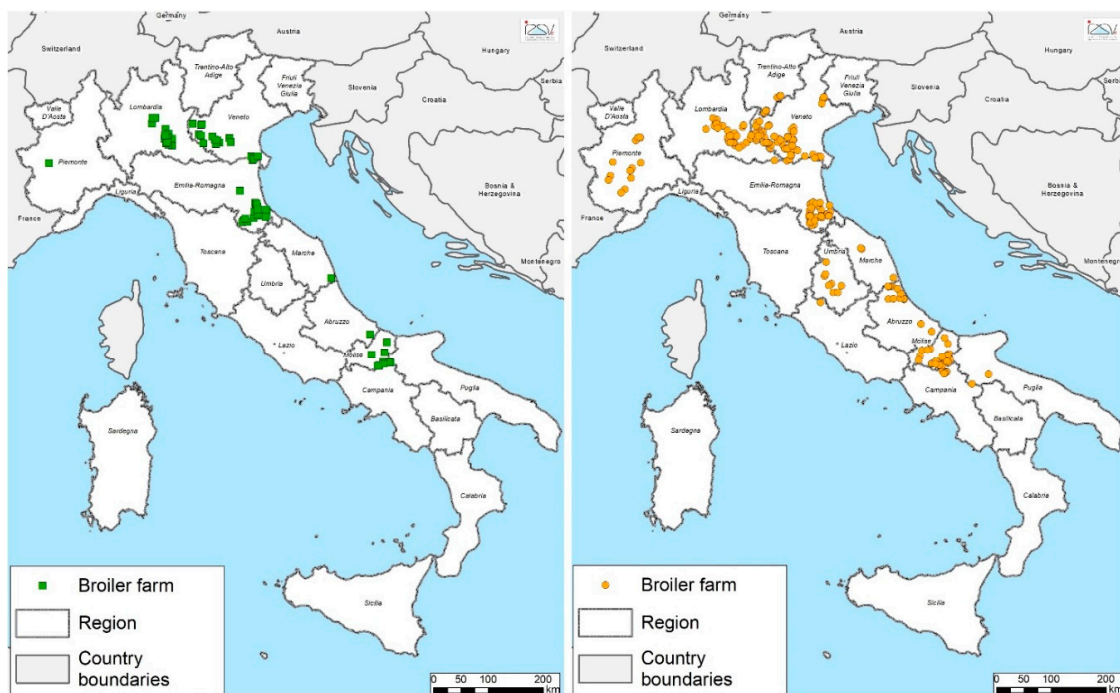 Germany
Austria
Switzerland
Hungary
Trentino-Alto
Adige
Friuli
Venezia
Giulia
Slovenia
Serbia
Croatia
Valle
D'Aosta
Lombardia
Veneto
Piemonte
Emilia-Romagna
Liguria
Bosnia &
Herzegovina
France
Toscana
Marche
Umbria
Montenegro
Abruzzo
Lazio
Molise
Campania
Puglia
Basilicata
Sardegna
Calabria
Sicilia
Broiler farm
Region
Country
boundaries
0 50 100 200
km
Germany
Austria
Switzerland
Hungary
Trentino-Alto
Adige
Friuli
Venezia
Giulia
Slovenia
Serbia
Croatia
Valle
D'Aosta
Lombardia
Veneto
Piemonte
Emilia-Romagna
Liguria
Bosnia &
Herzegovina
France
Toscana
Umbria
Marche
Montenegro
Abruzzo
Lazio
Molise
Campania
Puglia
Basilicata
Sardegna
Calabria
Sicilia
Broiler farm
Region
Country
boundaries
0 50 100 200
km